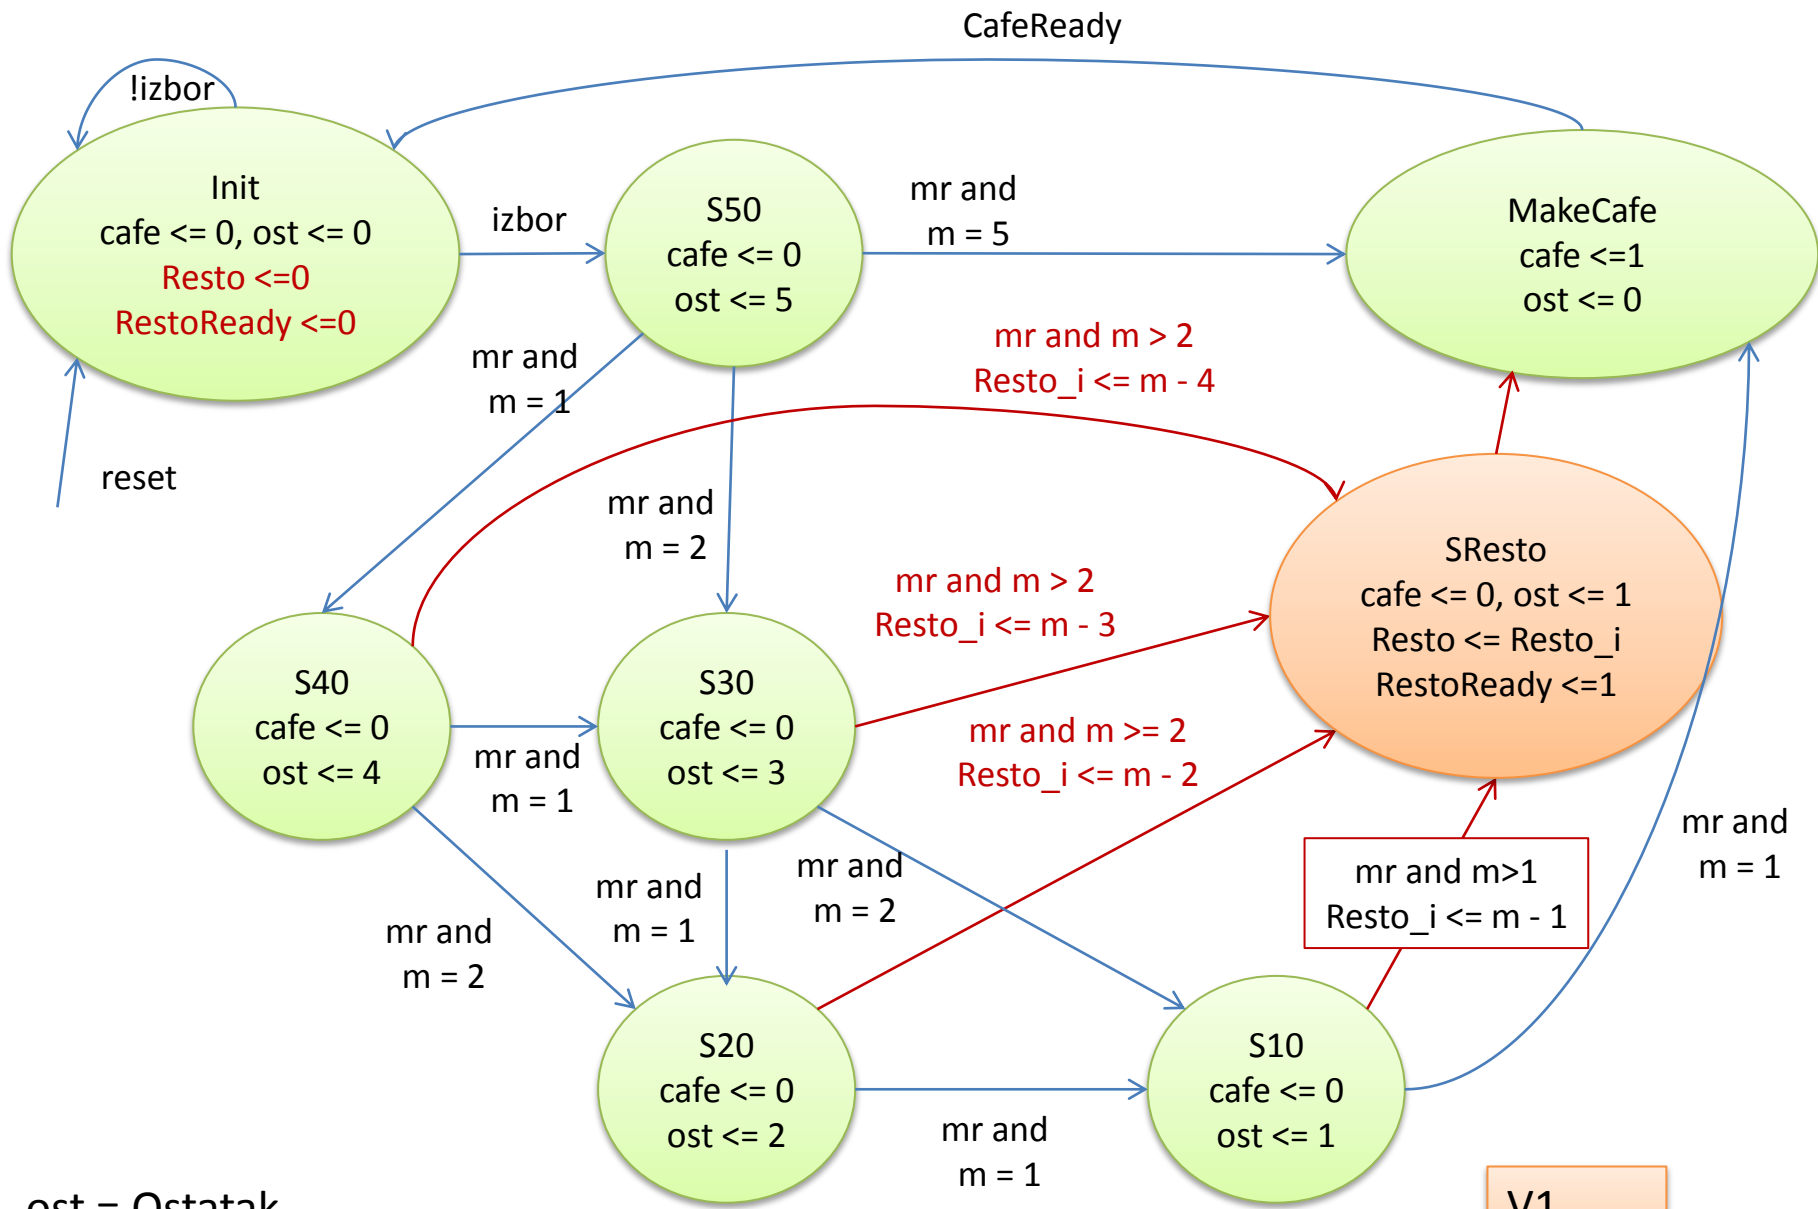 CafeReady
!izbor
Init
cafe <= 0, ost <= 0
Resto <=0
RestoReady <=0
izbor
S50
cafe <= 0
ost <= 5
mr and
m = 5
MakeCafe
cafe <=1
ost <= 0
mr and
m = 1
mr and m > 2
Resto_i <= m - 4
reset
mr and
m = 2
SResto
cafe <= 0, ost <= 1
Resto <= Resto_i
RestoReady <=1
mr and m > 2
Resto_i <= m - 3
S40
cafe <= 0
ost <= 4
mr and
m = 1
S30
cafe <= 0
ost <= 3
mr and m >= 2
Resto_i <= m - 2
mr and
m = 1
mr and m>1
Resto_i <= m - 1
mr and
m = 2
mr and
m = 1
mr and
m = 2
S20
cafe <= 0
ost <= 2
mr and
m = 1
S10
cafe <= 0
ost <= 1
ost = Ostatak
V1